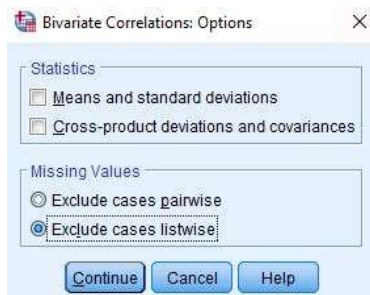 Bivariate Correlations: Options
Statistics
Means and standard deviations
Cross-product deviations and covariances
Missing Values
Exclude cases pairwise
Exclude cases listwise
Continue Cancel Help